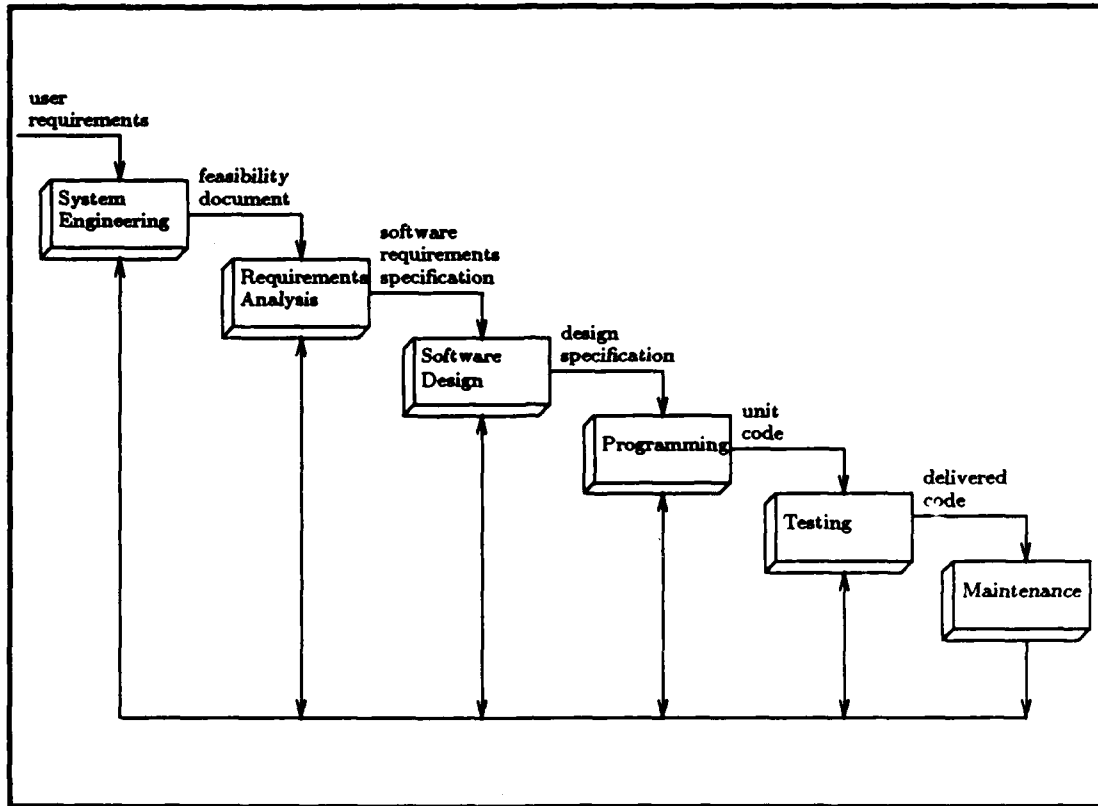 user
requirements
System
Engineering
feasibility
document
Requirements
Analysis
software
requirements
specification
Software
Design
design
specification
Programming
unit
code
Testing
delivered
code
Maintenance